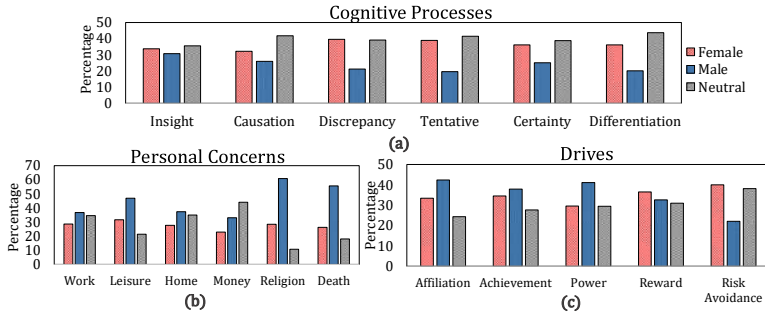 Cognitive Processes
Percentage
50
40
30
20
10
0
Insight Causation Discrepancy Tentative Certainty Differentiation
Female
Male
Neutral
(a)
Personal Concerns
Percentage
70
60
50
40
30
20
10
0
Work Leisure Home Money Religion Death
(b)
Drives
Percentage
50
40
30
20
10
0
Affiliation Achievement Power Reward Risk
Avoidance
(c)